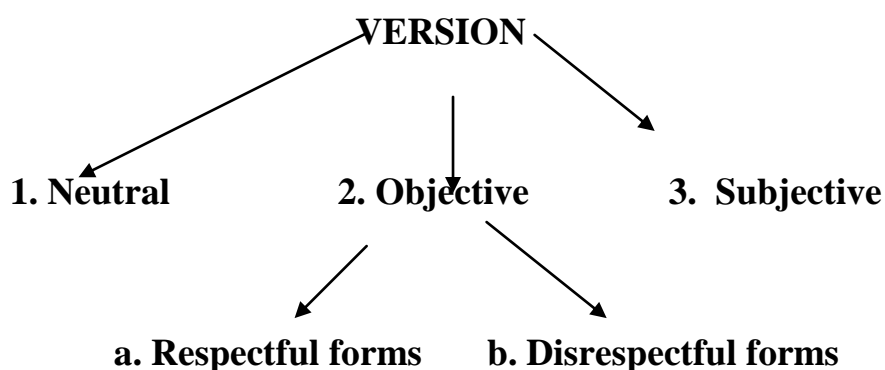 VERSION
1. Neutral 2. Objective 3. Subjective
a. Respectful forms b. Disrespectful forms